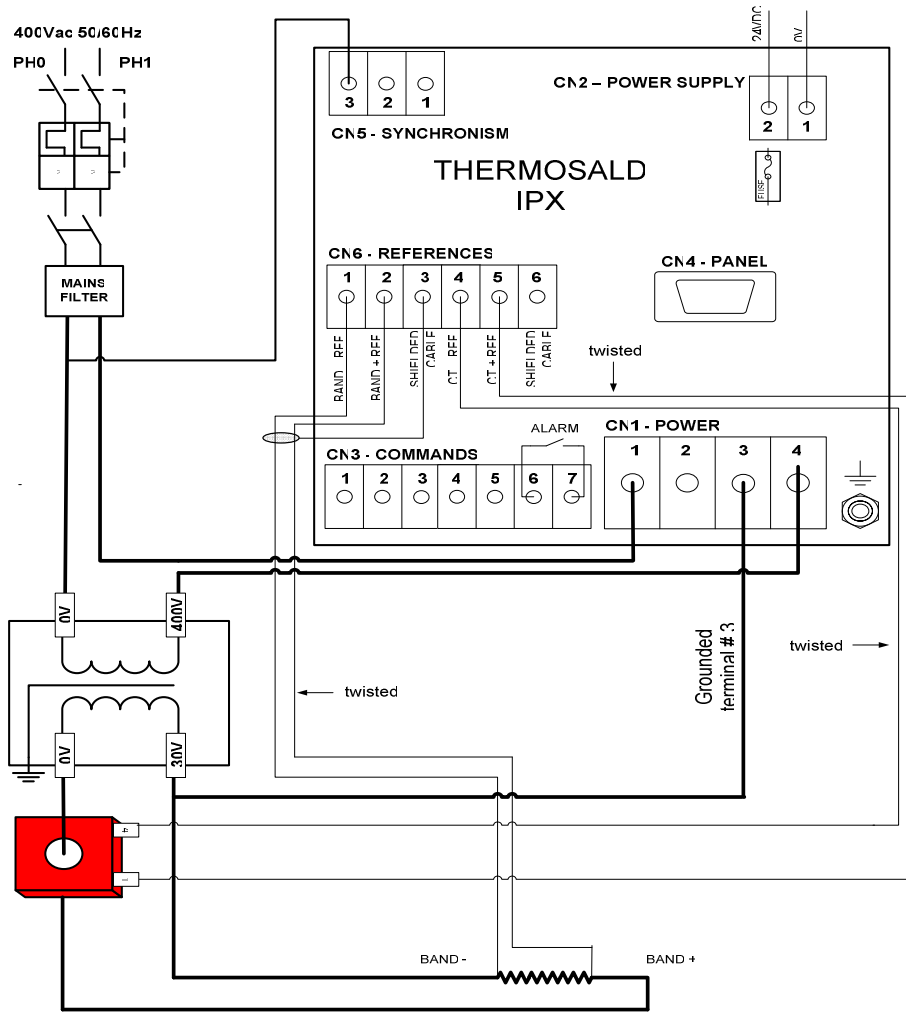 400Vac 50/60Hz
PH0
PH1
3
2
1
CN5 - SYNCHRONISM
24VDC
0V
CN2 – POWER SUPPLY
2
1
FUSE
THERMOSALD
IPX
MAINS
FILTER
CN6 - REFERENCES
1
2
3
4
5
6
BAND - REF
BAND + REF
SHIELDED
CABLE
CT - REF
CT + REF
SHIELDED
CABLE
CN4 - PANEL
twisted
ALARM
CN3 - COMMANDS
1
2
3
4
5
6
7
CN1 - POWER
1
2
3
4
0V
400V
Grounded
terminal # 3
twisted
twisted
0V
30V
4
1
BAND -
BAND +